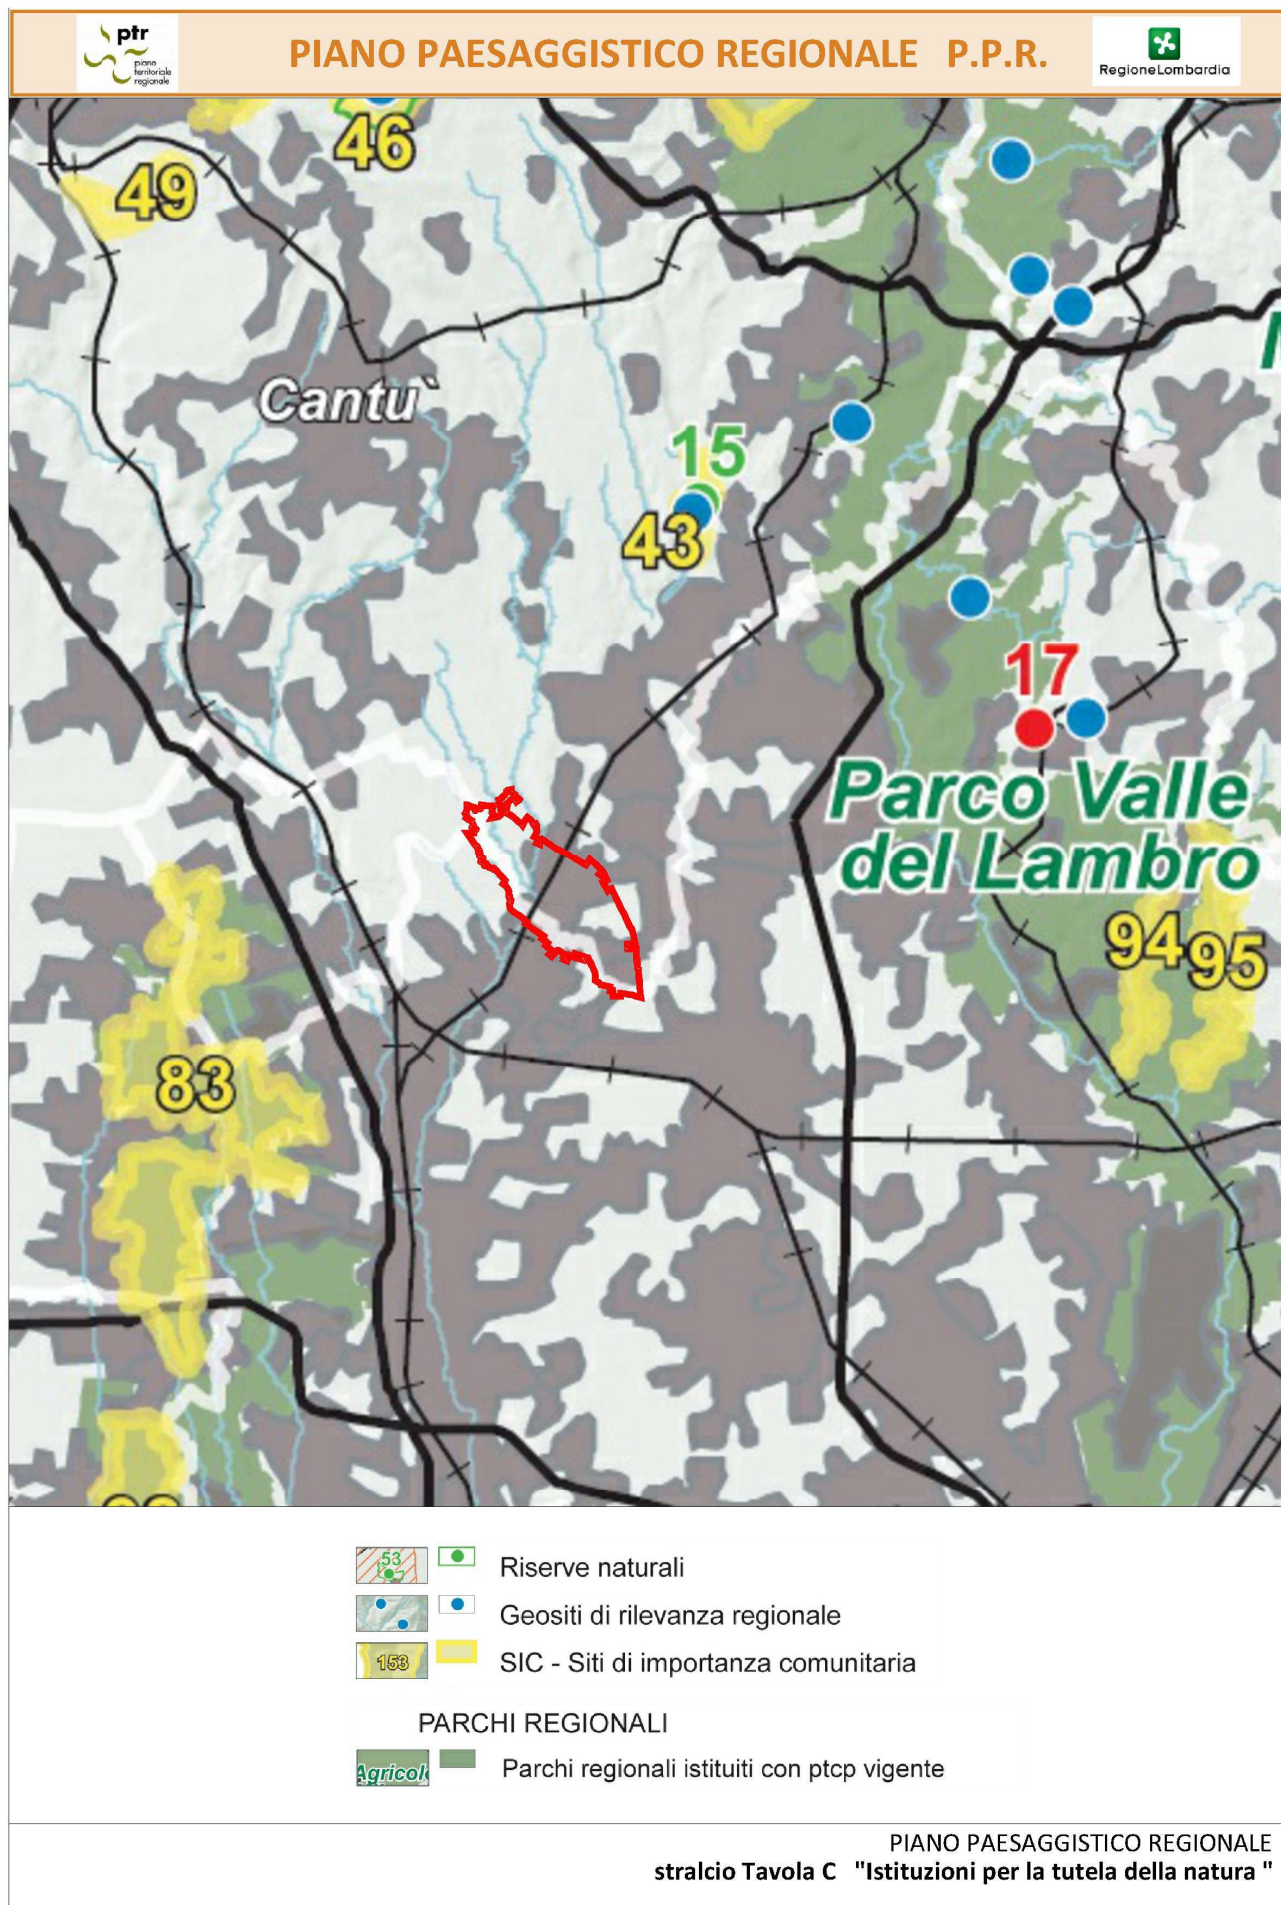 ptr
piano
territoriale
regionale
PIANO PAESAGGISTICO REGIONALE P.P.R.
RegioneLombardia
46
49
Cantu`
15
43
17
Parco Valle
del Lambro
94
95
83
53
Riserve naturali
Geositi di rilevanza regionale
153
SIC - Siti di importanza comunitaria
PARCHI REGIONALI
Agricol
Parchi regionali istituiti con ptcp vigente
PIANO PAESAGGISTICO REGIONALE
stralcio Tavola C "Istituzioni per la tutela della natura "